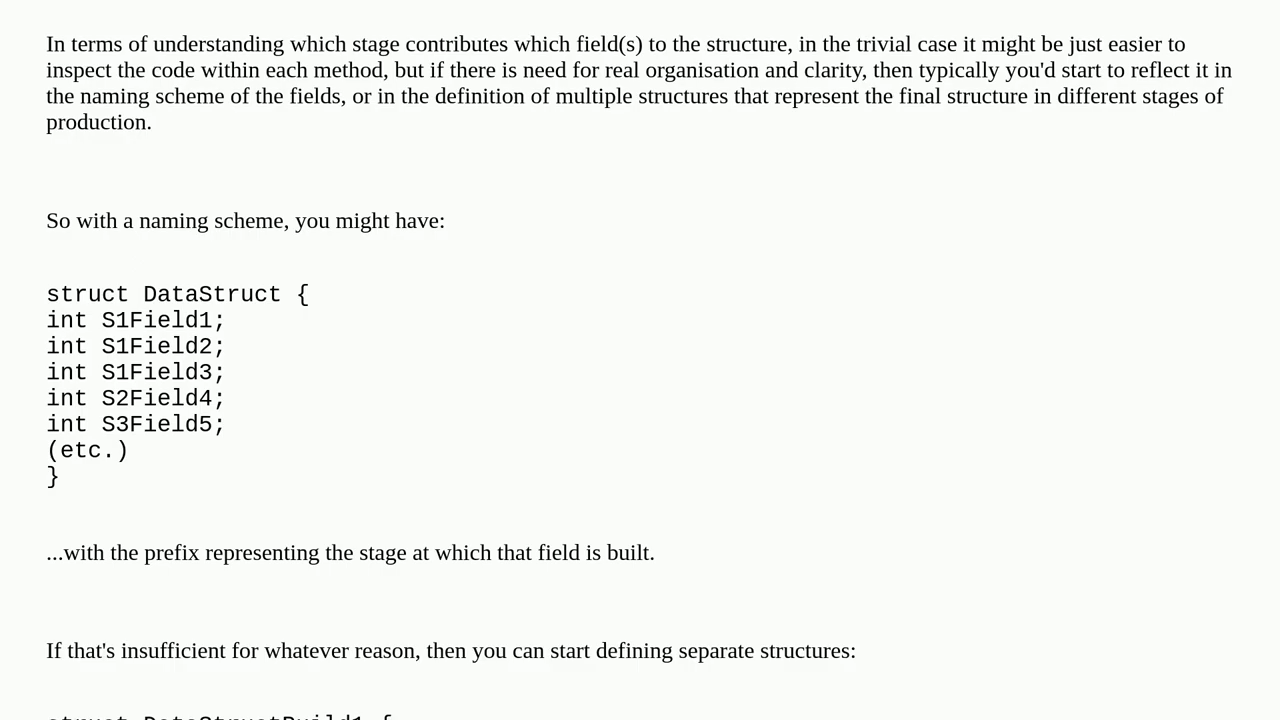 In terms of understanding which stage contributes which field(s) to the structure, in the trivial case it might be just easier to
inspect the code within each method, but if there is need for real organisation and clarity, then typically you'd start to reflect it in
the naming scheme of the fields, or in the definition of multiple structures that represent the final structure in different stages of
production.
So with a naming scheme, you might have:
struct DataStruct {
int S1Field1;
int S1Field2;
int S1Field3;
int S2Field4;
int S3Field5;
(etc.)
}
...with the prefix representing the stage at which that field is built.
If that's insufficient for whatever reason, then you can start defining separate structures:
struct DataStructBuild1 {